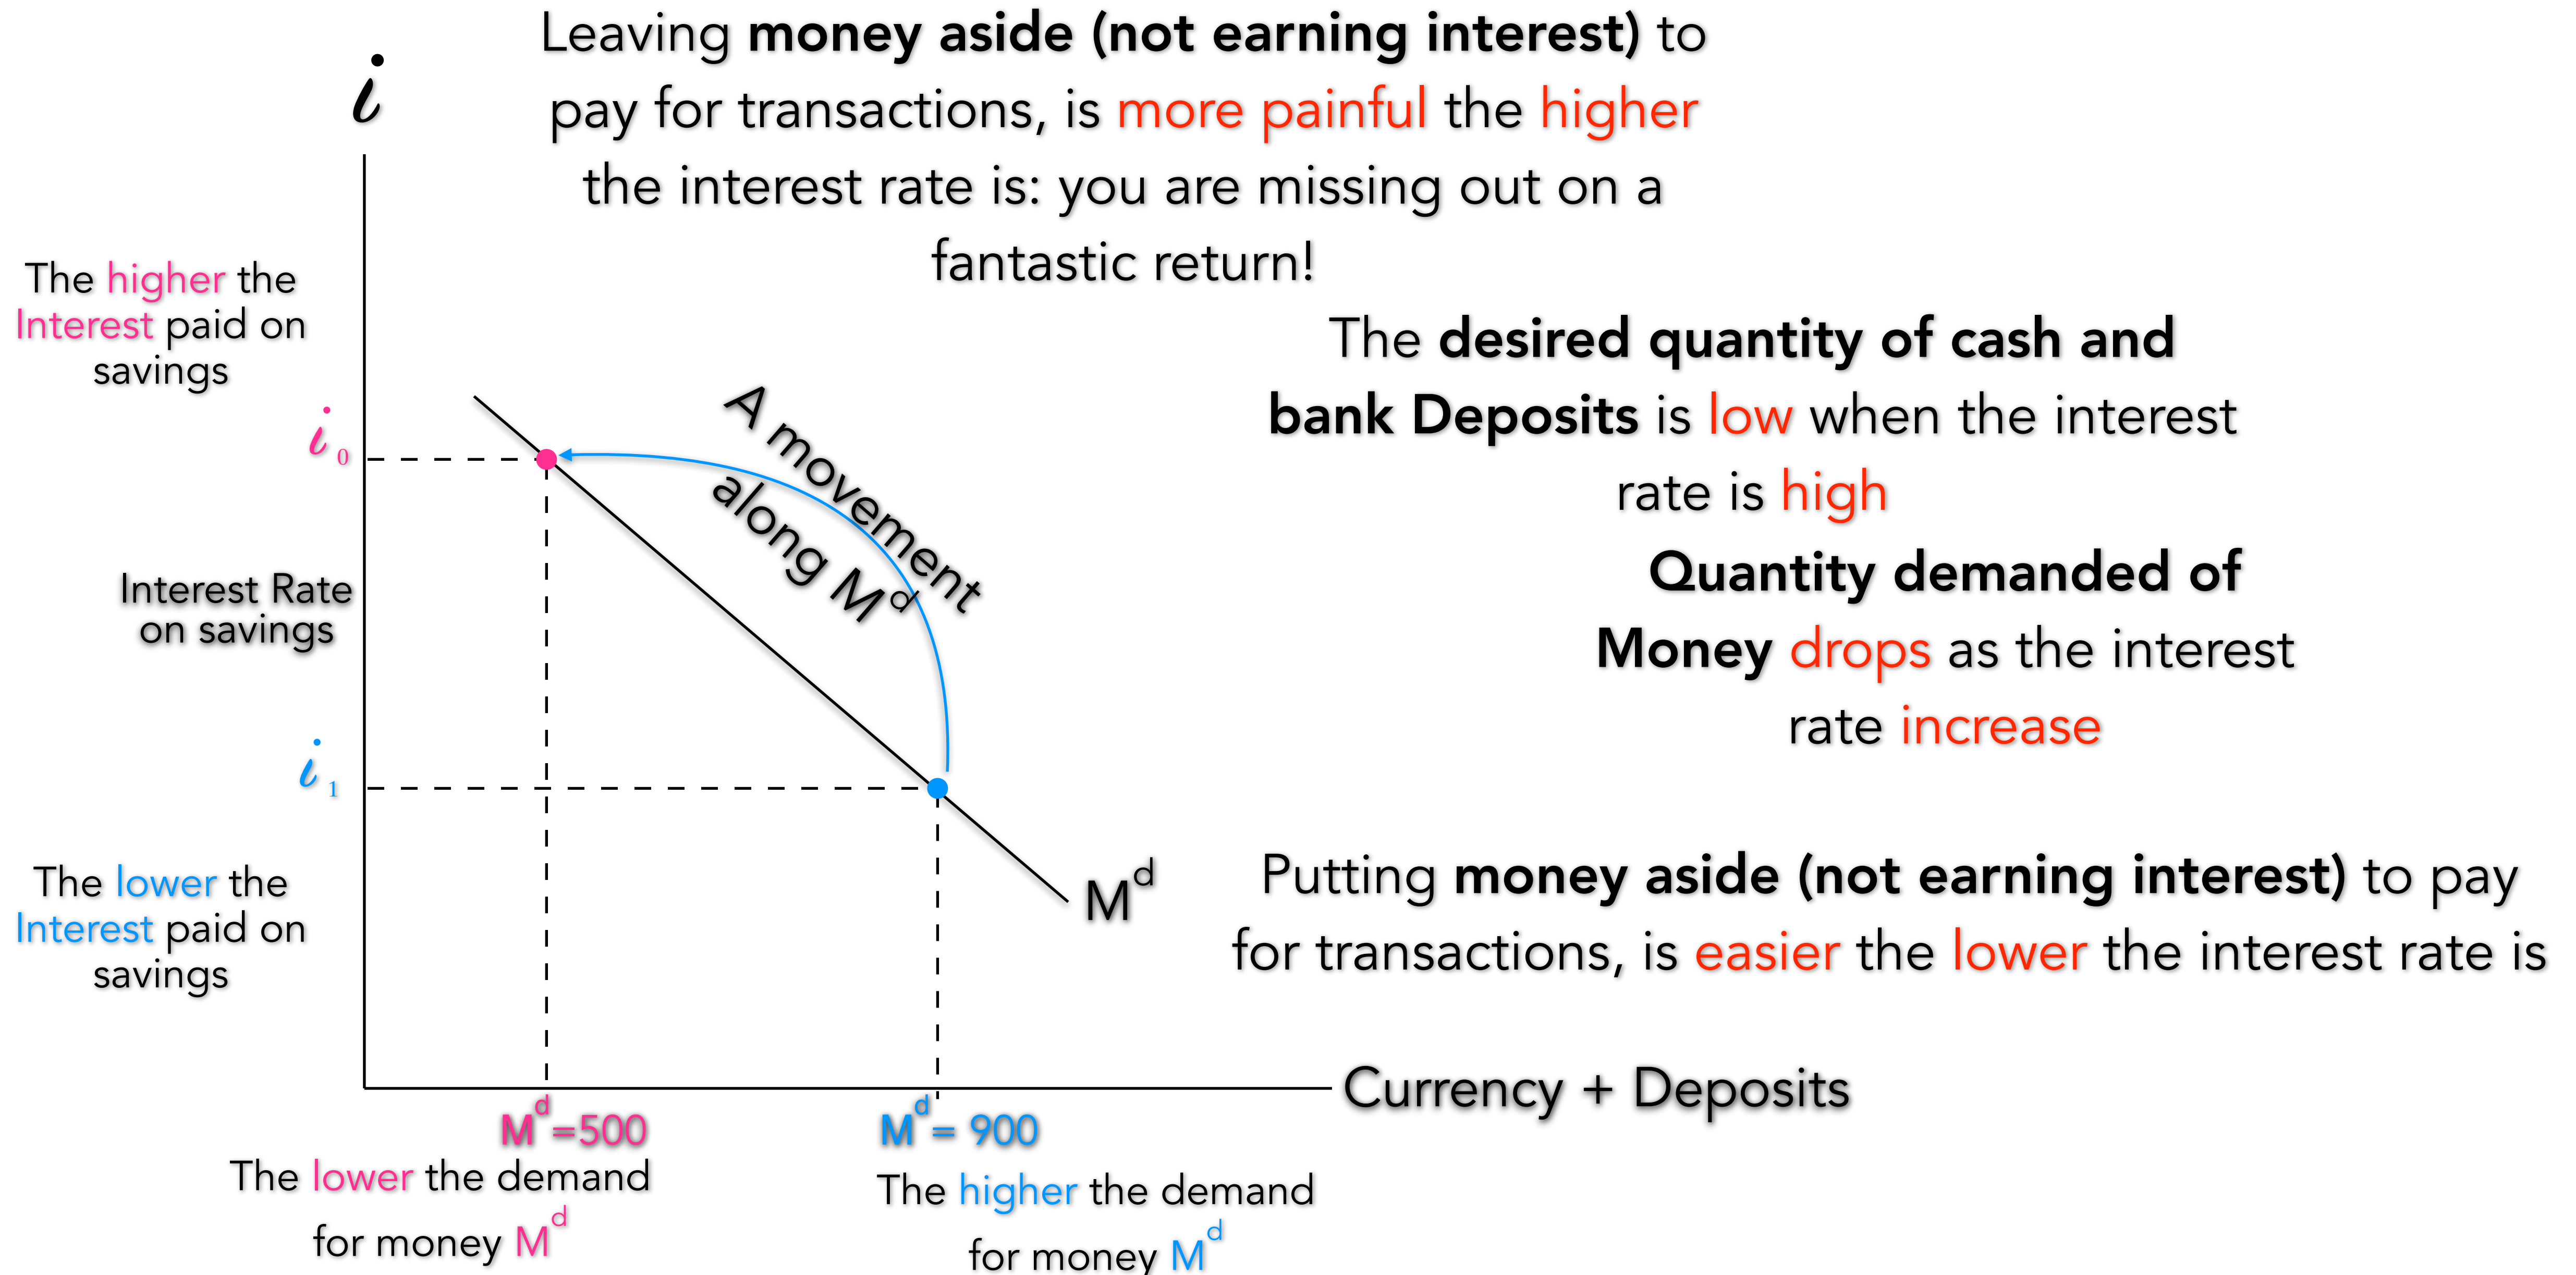 i
Leaving money aside (not earning interest) to
pay for transactions, is more painful the higher
the interest rate is: you are missing out on a
fantastic return!
The higher the
Interest paid on
savings
The desired quantity of cash and
bank Deposits is low when the interest
rate is high
i 0
A movement
along Mᵈ
Quantity demanded of
Money drops as the interest
rate increase
Interest Rate
on savings
i 1
The lower the
Interest paid on
savings
Mᵈ
Putting money aside (not earning interest) to pay
for transactions, is easier the lower the interest rate is
Currency + Deposits
Mᵈ=500
The lower the demand
for money Mᵈ
Mᵈ= 900
The higher the demand
for money Mᵈ